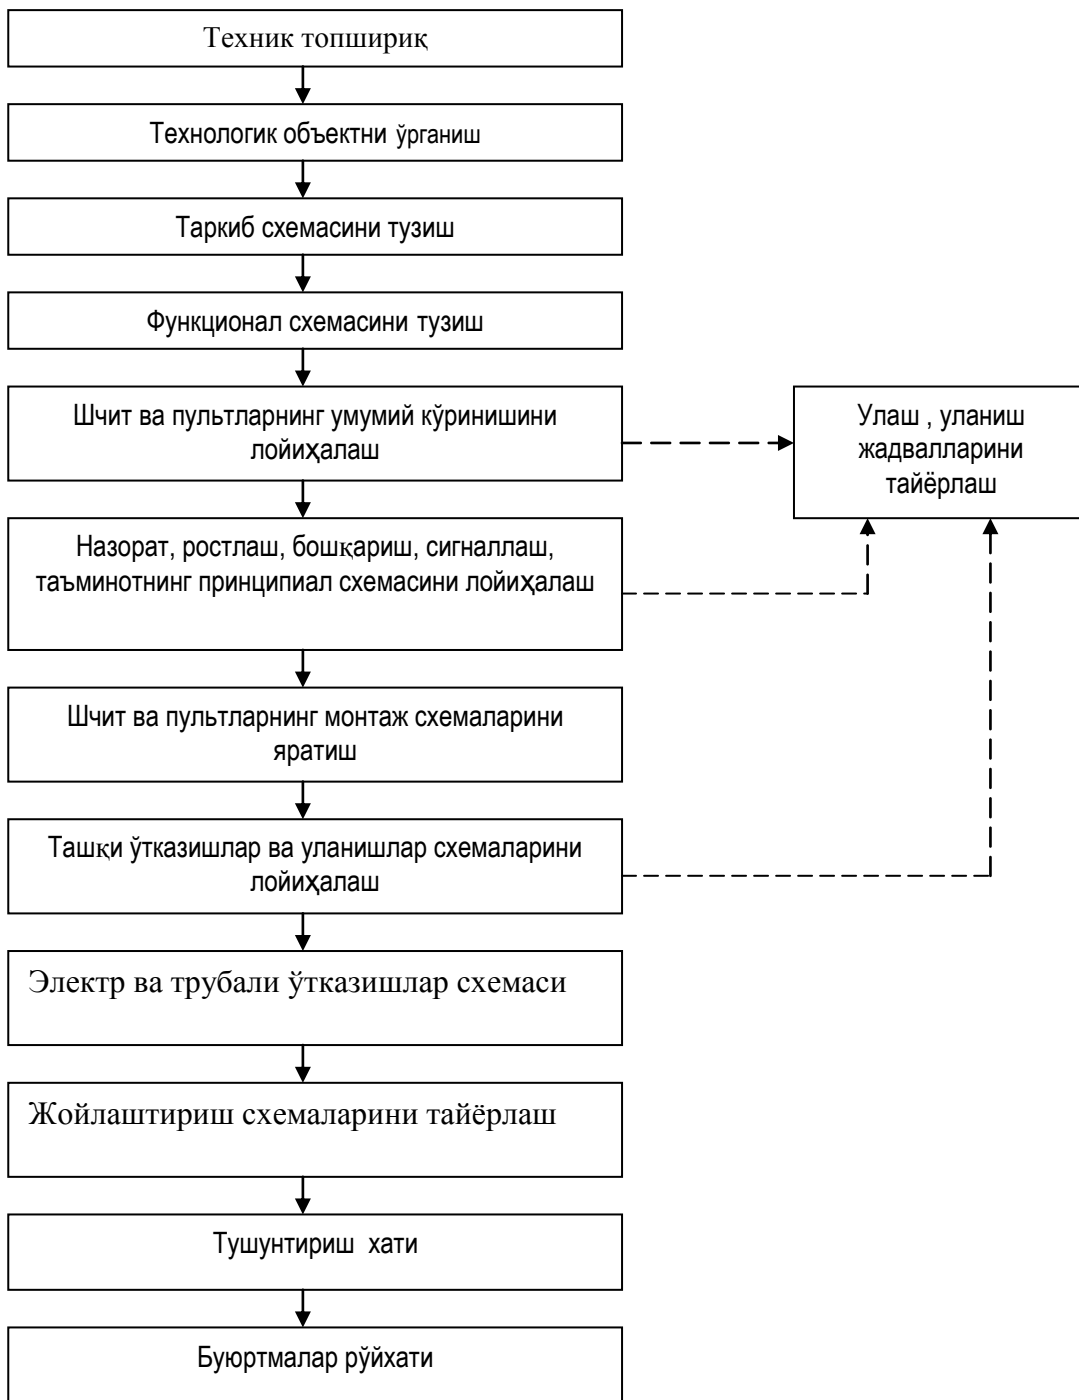 Техник топшириқ
Технологик объектни ўрганиш
Таркиб схемасини тузиш
Функционал схемасини тузиш
Шчит ва пультларнинг умумий кўринишини
лойиҳалаш
Улаш , уланиш
жадвалларини
тайёрлаш
Назорат, ростлаш, бошқариш, сигналлаш,
таъминотнинг принципиал схемасини лойиҳалаш
Шчит ва пультларнинг монтаж схемаларини
яратиш
Ташқи ўтказишлар ва уланишлар схемаларини
лойиҳалаш
Электр ва трубали ўтказишлар схемаси
Жойлаштириш схемаларини тайёрлаш
Тушунтириш хати
Буюртмалар рўйхати